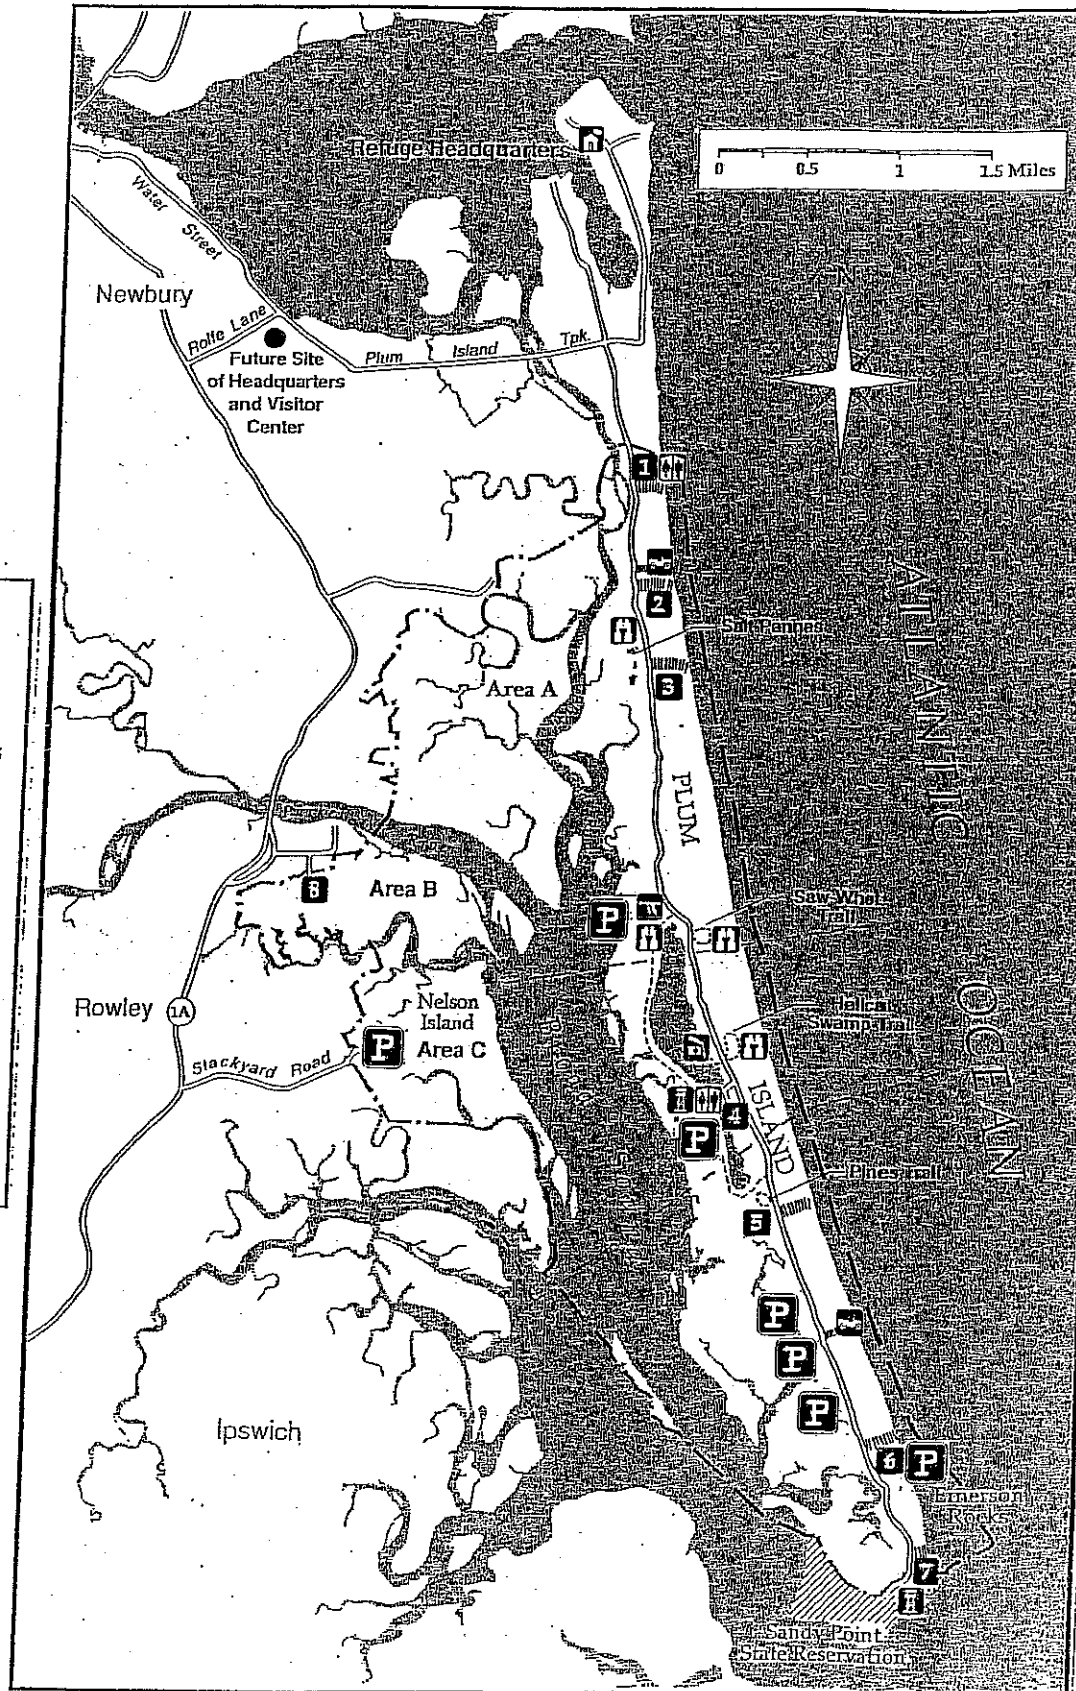 Refuge Headquarters
0 0.5 1 1.5 Miles
Water Street
Newbury
Rolfe Lane
Future Site
of Headquarters
and Visitor
Center
Plum Island Tpk.
N
1
2
Salt Pannes
3
Area A
ATLANTIC OCEAN
PLUM ISLAND
8
Area B
P
Saw-Whet
Trail
Rowley
1A
Nelson
Island
Area C
P
Stackyard Road
Hellcat
Swamp Trail
4
P
Pines Trail
5
P
P
P
Ipswich
6
P
Emerson
Rocks
7
Sandy Point
State Reservation